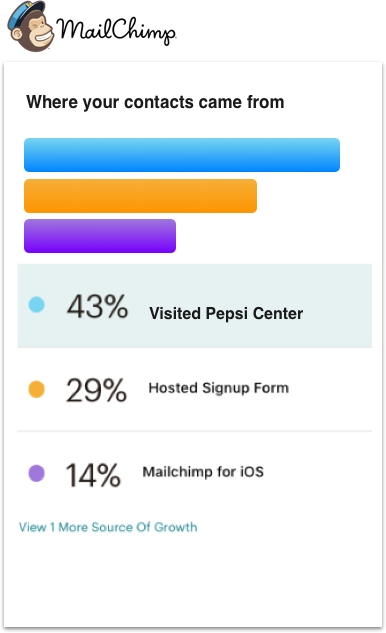 MailChimp
Where your contacts came from
43% Visited Pepsi Center
29% Hosted Signup Form
14% Mailchimp for iOS
View 1 More Source Of Growth